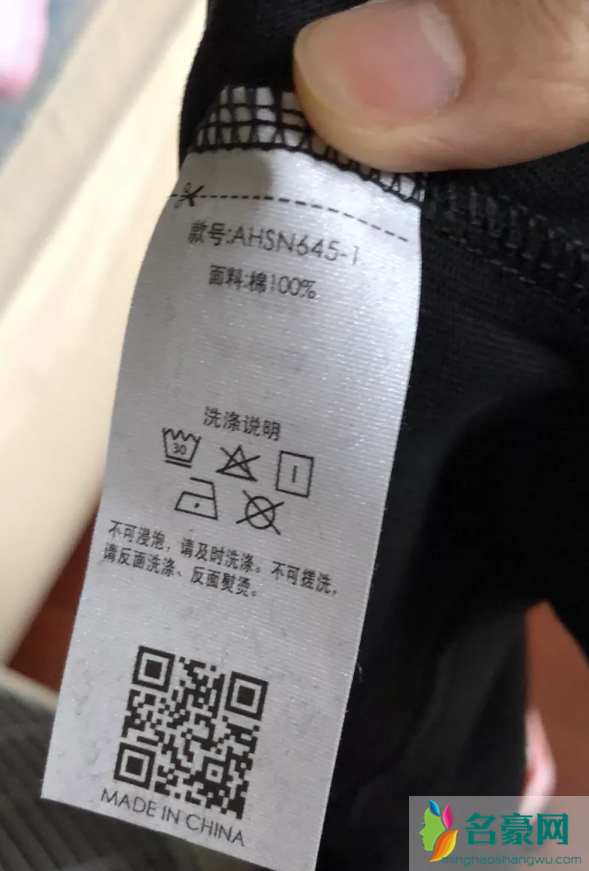 款号:AHSN645-1
面料:棉100%
洗涤说明
30
不可浸泡，请及时洗涤。不可搓洗，
请反面洗涤、反面熨烫。
MADE IN CHINA
名豪网
minghaoshangwu.com